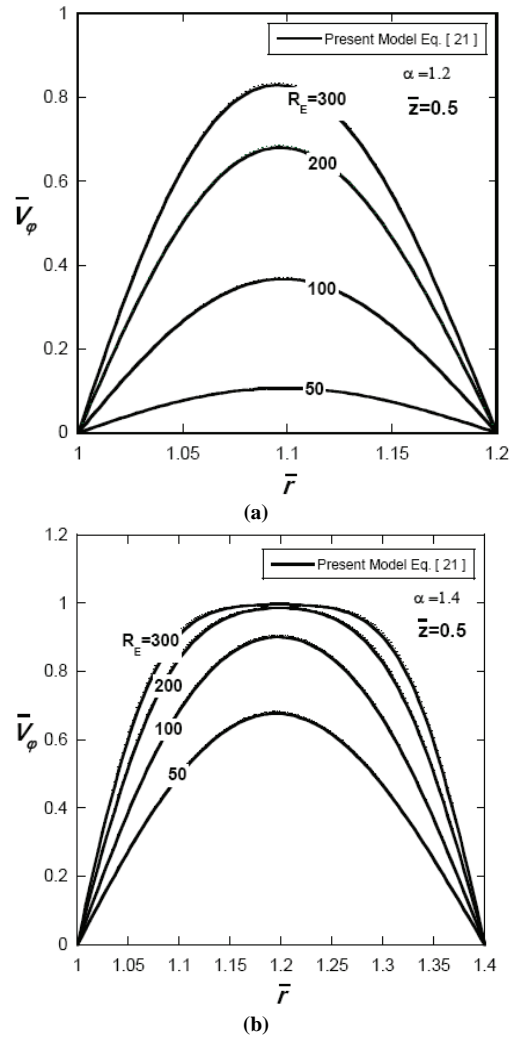 1
Present Model Eq. [ 21 ]
α =1.2
z̄=0.5
R_E=300
0.8
200
0.6
V̄_φ
0.4
100
0.2
50
0
1 1.05 1.1 1.15 1.2
r̄
(a)
1.2
Present Model Eq. [ 21 ]
α =1.4
z̄=0.5
1
R_E=300
0.8
200
V̄_φ
100
0.6
50
0.4
0.2
0
1 1.05 1.1 1.15 1.2 1.25 1.3 1.35 1.4
r̄
(b)